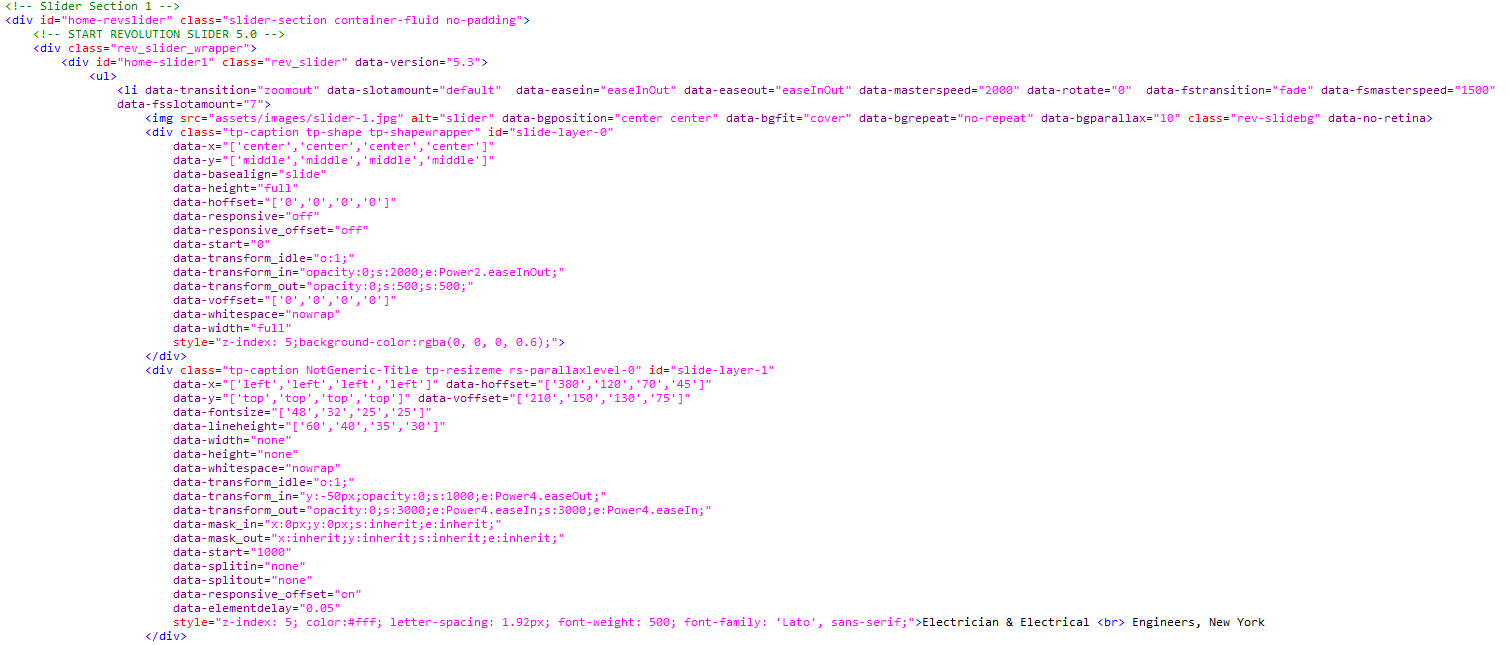 <!-- Slider Section 1 -->
<div id="home-revslider" class="slider-section container-fluid no-padding">
<!-- START REVOLUTION SLIDER 5.0 -->
<div class="rev_slider_wrapper">
<div id="home-slider1" class="rev_slider" data-version="5.3">
<ul>
<li data-transition="zoomout" data-slotamount="default"  data-easein="easeInOut" data-easeout="easeInOut" data-masterspeed="2000" data-rotate="0"  data-fstransition="fade" data-fsmasterspeed="1500"
data-fsslotamount="7">
<img src="assets/images/slider-1.jpg" alt="slider" data-bgposition="center center" data-bgfit="cover" data-bgrepeat="no-repeat" data-bgparallax="10" class="rev-slidebg" data-no-retina>
<div class="tp-caption tp-shape tp-shapewrapper" id="slide-layer-0"
data-x="['center','center','center','center']"
data-y="['middle','middle','middle','middle']"
data-basealign="slide"
data-height="full"
data-hoffset="['0','0','0','0']"
data-responsive="off"
data-responsive_offset="off"
data-start="0"
data-transform_idle="o:1;"
data-transform_in="opacity:0;s:2000;e:Power2.easeInOut;"
data-transform_out="opacity:0;s:500;s:500;"
data-voffset="['0','0','0','0']"
data-whitespace="nowrap"
data-width="full"
style="z-index: 5;background-color:rgba(0, 0, 0, 0.6);">
</div>
<div class="tp-caption NotGeneric-Title tp-resizeme rs-parallaxlevel-0" id="slide-layer-1"
data-x="['left','left','left','left']" data-hoffset="['380','120','70','45']"
data-y="['top','top','top','top']" data-voffset="['210','150','130','75']"
data-fontsize="['48','32','25','25']"
data-lineheight="['60','40','35','30']"
data-width="none"
data-height="none"
data-whitespace="nowrap"
data-transform_idle="o:1;"
data-transform_in="y:-50px;opacity:0;s:1000;e:Power4.easeOut;"
data-transform_out="opacity:0;s:3000;e:Power4.easeIn;s:3000;e:Power4.easeIn;"
data-mask_in="x:0px;y:0px;s:inherit;e:inherit;"
data-mask_out="x:inherit;y:inherit;s:inherit;e:inherit;"
data-start="1000"
data-splitin="none"
data-splitout="none"
data-responsive_offset="on"
data-elementdelay="0.05"
style="z-index: 5; color:#fff; letter-spacing: 1.92px; font-weight: 500; font-family: 'Lato', sans-serif;">Electrician & Electrical <br> Engineers, New York
</div>